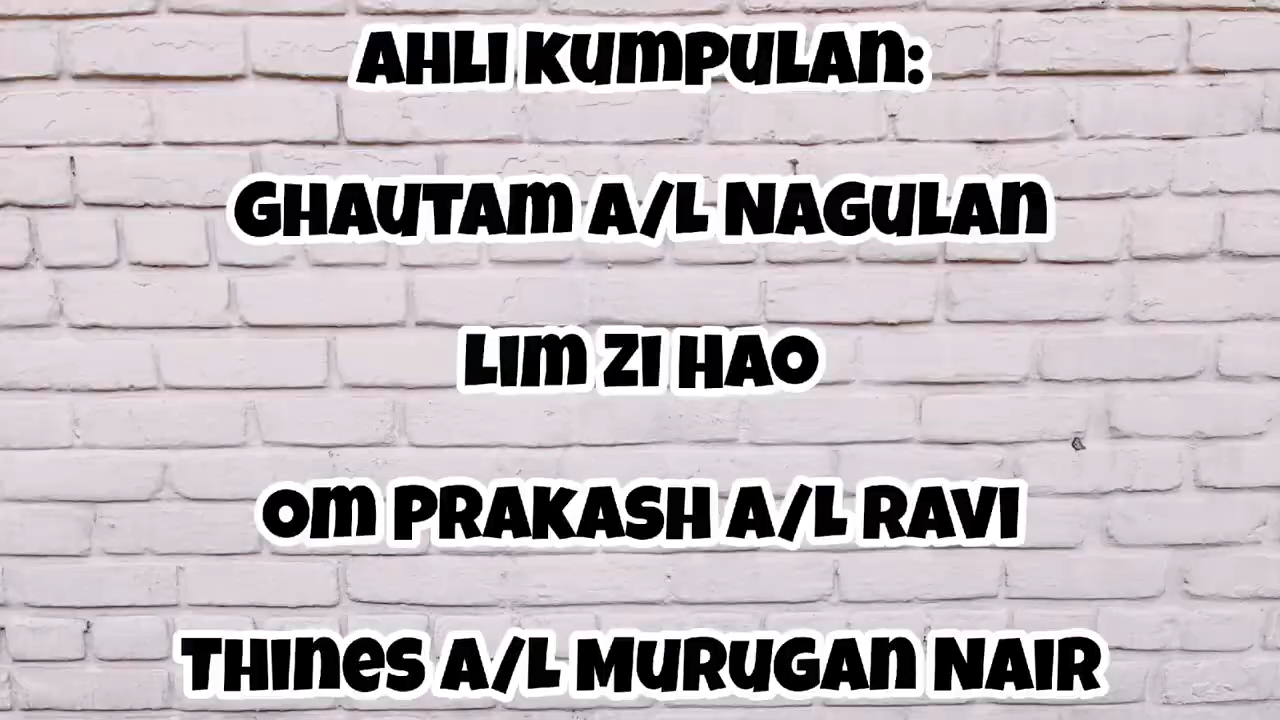 AHLI KUMPULAN:
GHAUTAM A/L NAGULAN
LIM ZI HAO
OM PRAKASH A/L RAVI
THINES A/L MURUGAN NAIR